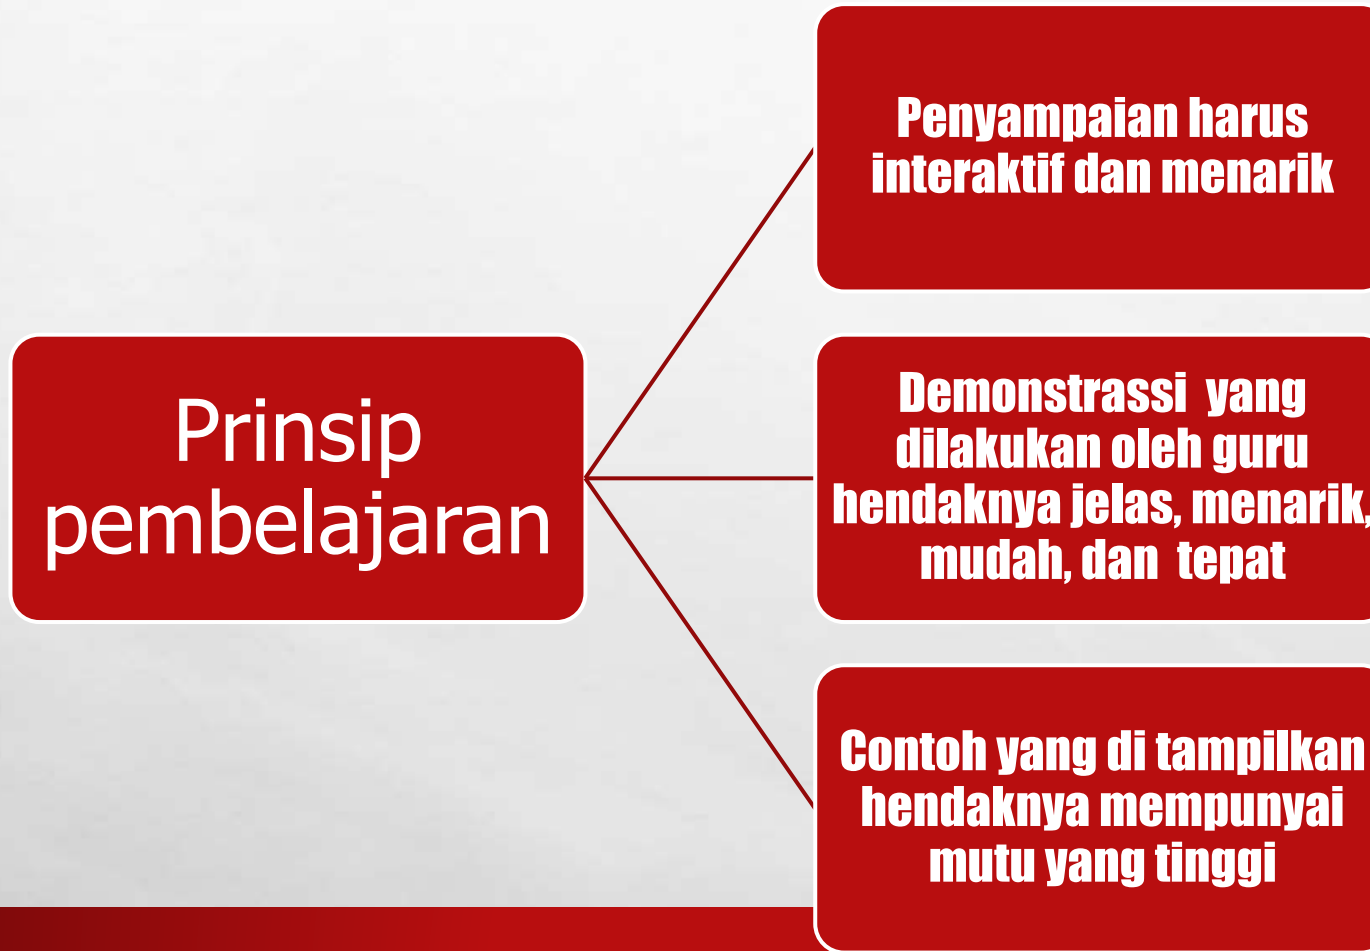 Prinsip
pembelajaran
Penyampaian harus
interaktif dan menarik
Demonstrassi yang
dilakukan oleh guru
hendaknya jelas, menarik,
mudah, dan tepat
Contoh yang di tampilkan
hendaknya mempunyai
mutu yang tinggi